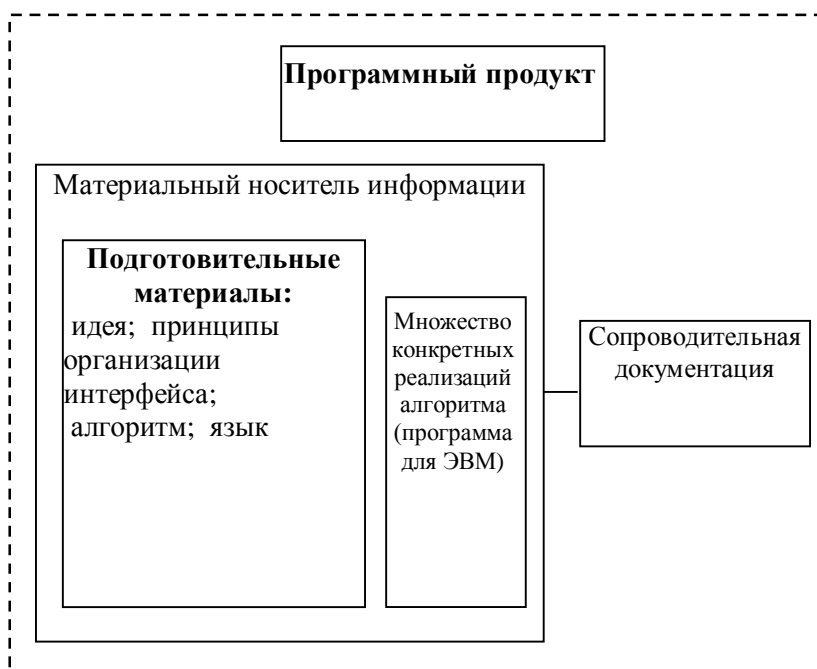 Программный продукт
Материальный носитель информации
Подготовительные
материалы:
идея; принципы
организации
интерфейса;
алгоритм; язык
Множество
конкретных
реализаций
алгоритма
(программа
для ЭВМ)
Сопроводительная
документация